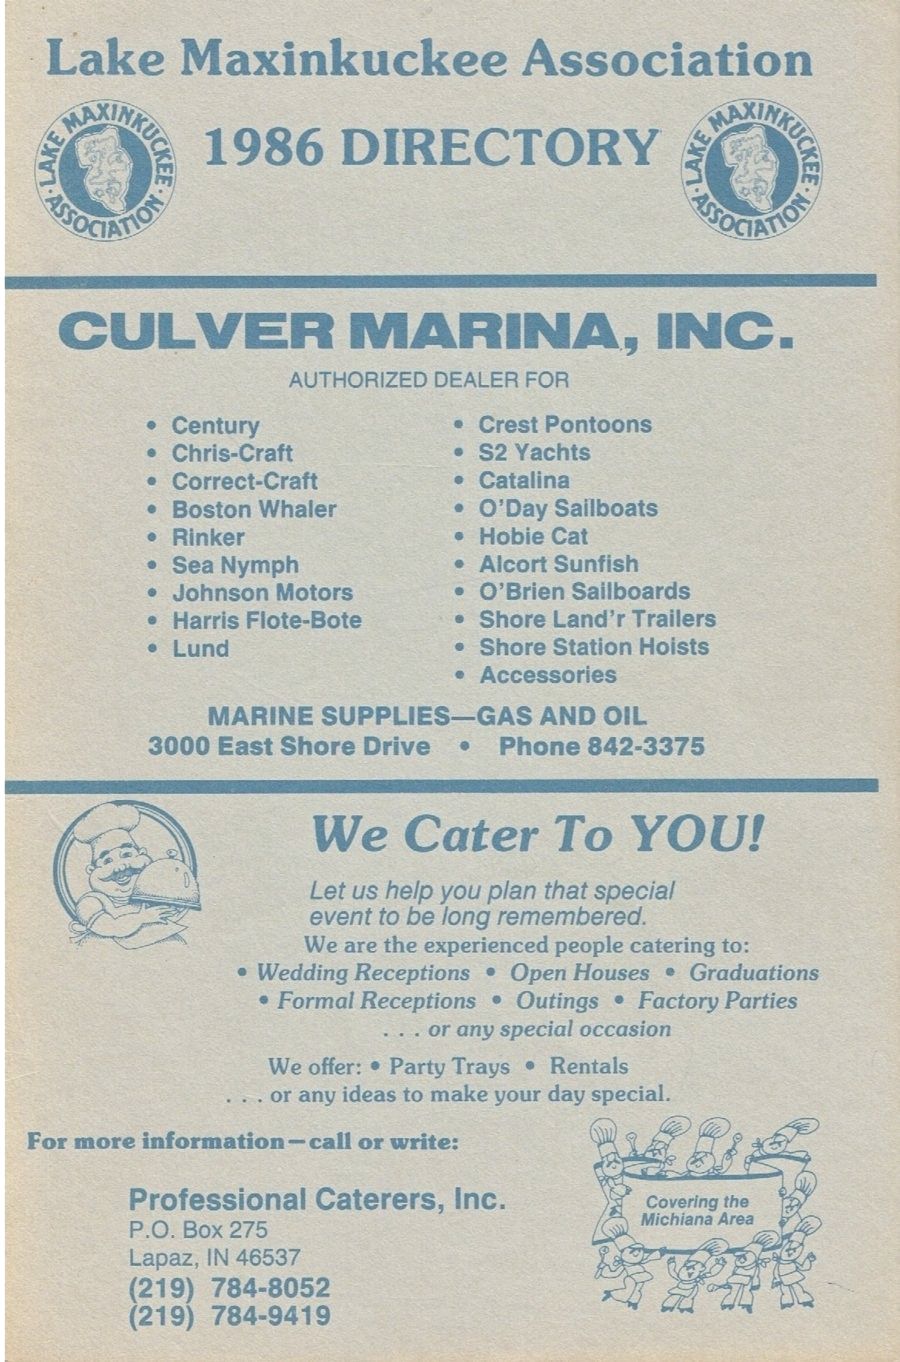 Lake Maxinkuckee Association
1986 DIRECTORY
LAKE MAXINKUCKEE
· ASSOCIATION ·
LAKE MAXINKUCKEE
· ASSOCIATION ·
CULVER MARINA, INC.
AUTHORIZED DEALER FOR
• Century
• Chris-Craft
• Correct-Craft
• Boston Whaler
• Rinker
• Sea Nymph
• Johnson Motors
• Harris Flote-Bote
• Lund
• Crest Pontoons
• S2 Yachts
• Catalina
• O'Day Sailboats
• Hobie Cat
• Alcort Sunfish
• O'Brien Sailboards
• Shore Land'r Trailers
• Shore Station Hoists
• Accessories
MARINE SUPPLIES—GAS AND OIL
3000 East Shore Drive • Phone 842-3375
We Cater To YOU!
Let us help you plan that special
event to be long remembered.
We are the experienced people catering to:
• Wedding Receptions • Open Houses • Graduations
• Formal Receptions • Outings • Factory Parties
. . . or any special occasion
We offer: • Party Trays • Rentals
. . . or any ideas to make your day special.
For more information—call or write:
Professional Caterers, Inc.
P.O. Box 275
Lapaz, IN 46537
(219) 784-8052
(219) 784-9419
Covering the
Michiana Area